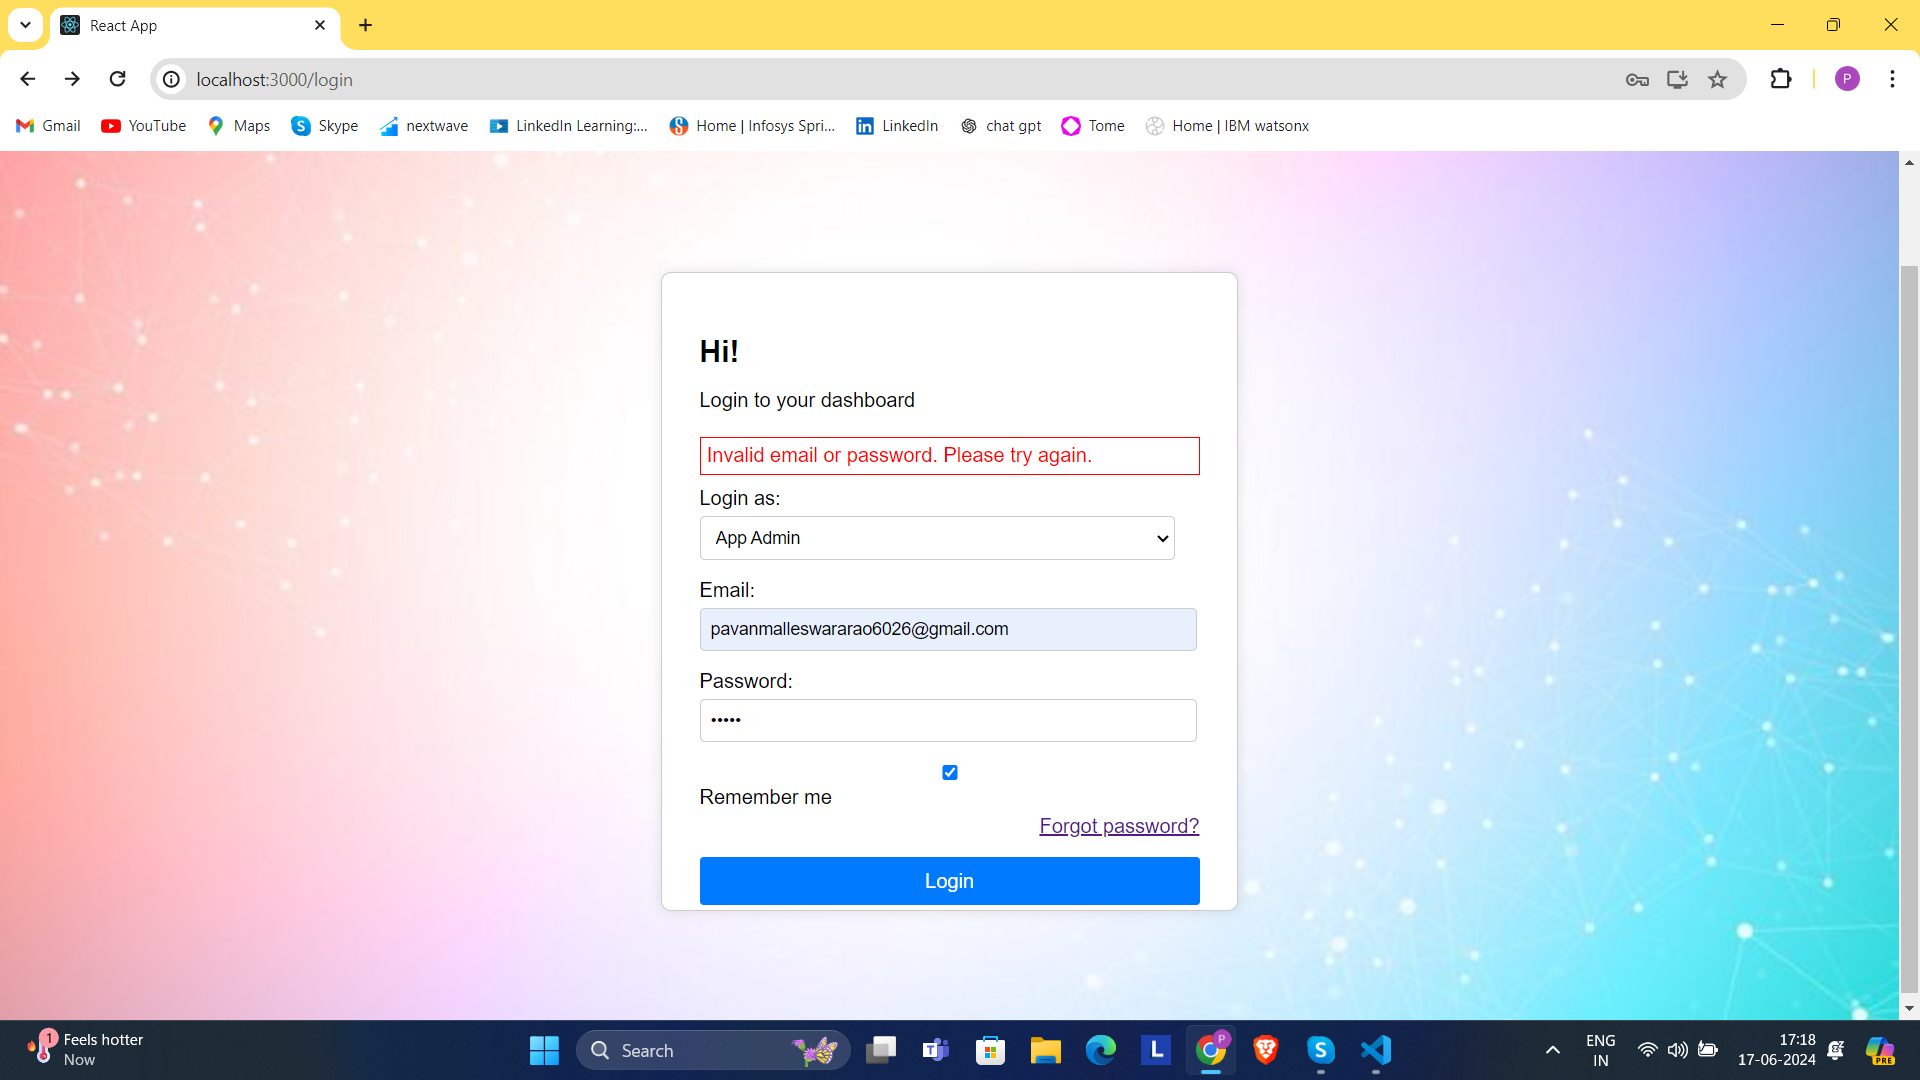 React App
localhost:3000/login
P
Gmail
YouTube
Maps
Skype
nextwave
LinkedIn Learning:...
Home | Infosys Spri...
LinkedIn
chat gpt
Tome
Home | IBM watsonx
Hi!
Login to your dashboard
Invalid email or password. Please try again.
Login as:
App Admin
Email:
pavanmalleswararao6026@gmail.com
Password:
•••••
Remember me
Forgot password?
Login
1
Feels hotter
Now
Search
L
P
ENG
IN
17:18
17-06-2024
PRE